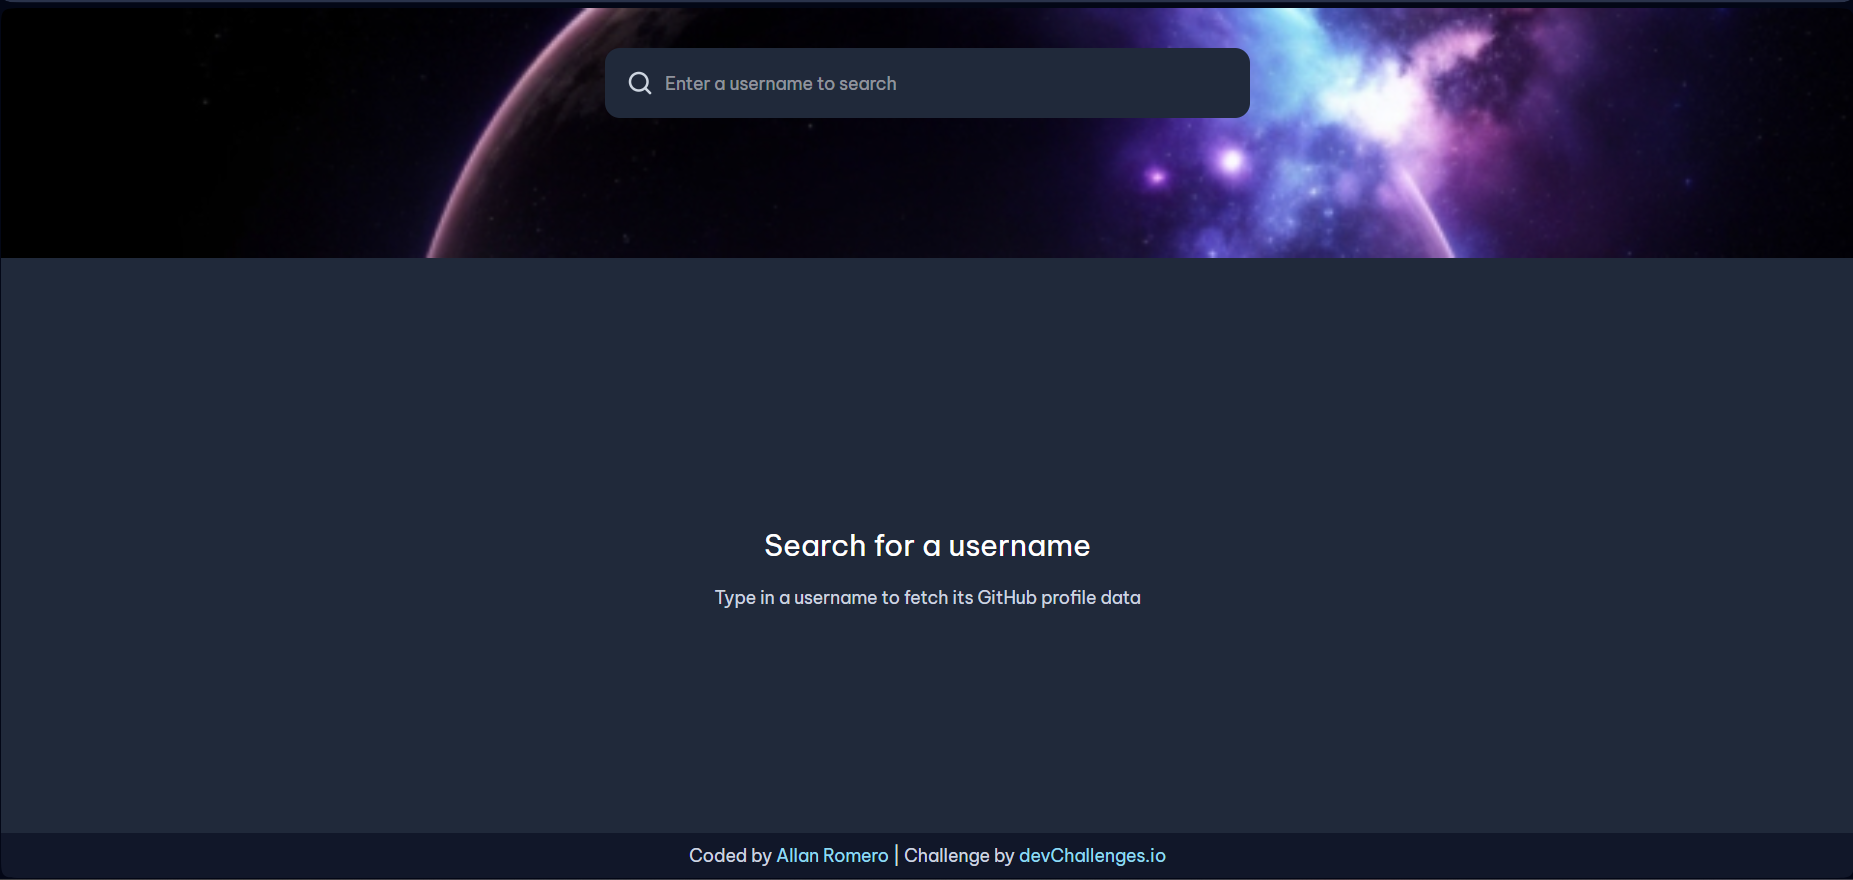 Enter a username to search
Search for a username
Type in a username to fetch its GitHub profile data
Coded by Allan Romero | Challenge by devChallenges.io